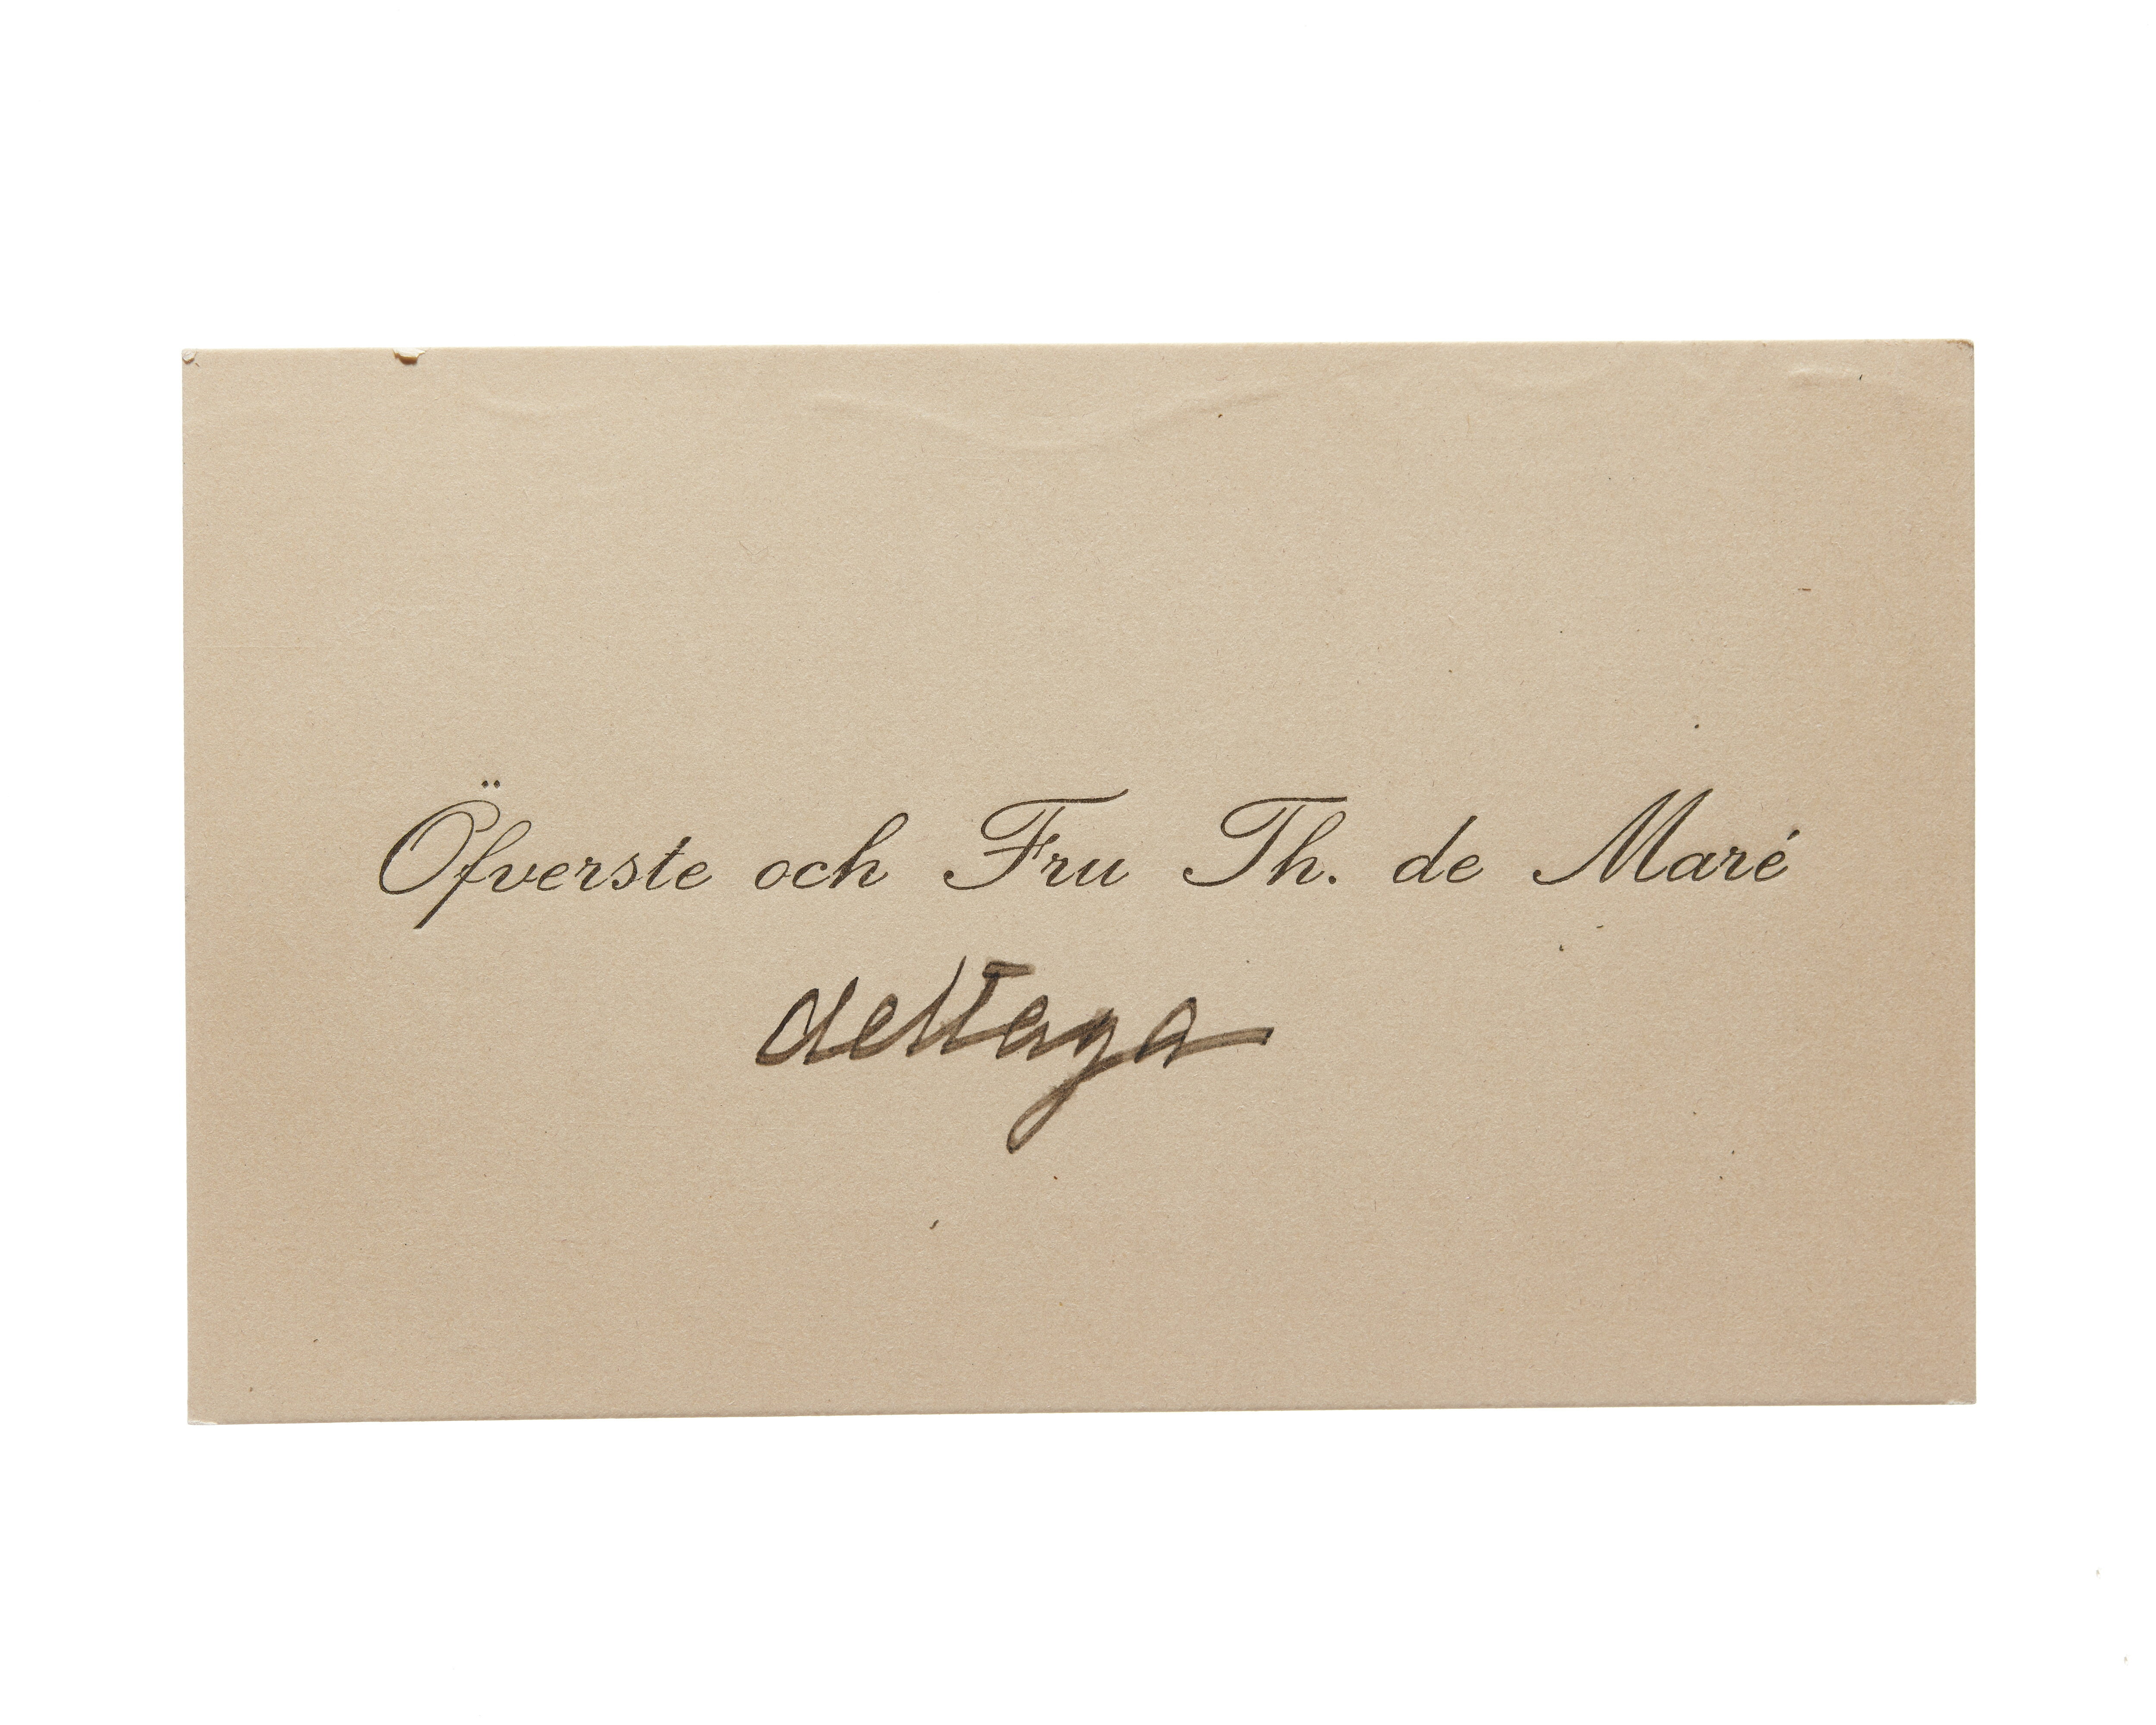 Öfverste och Fru Th. de Maré
deltaga